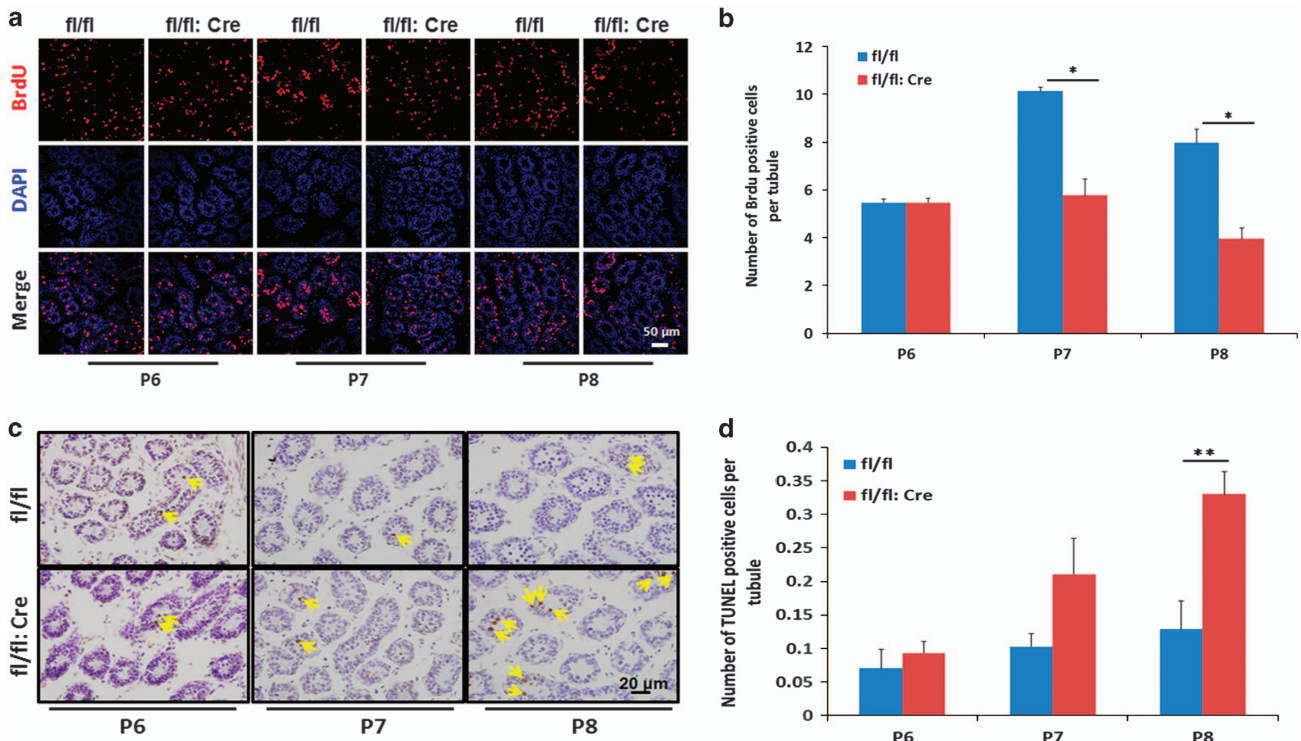 a
fl/fl fl/fl: Cre fl/fl fl/fl: Cre fl/fl fl/fl: Cre
BrdU
DAPI
Merge
50 µm
P6 P7 P8
b
12
10
8
6
4
2
0
Number of Brdu positive cells
per tubule
fl/fl
fl/fl: Cre
*
*
P6 P7 P8
c
fl/fl
fl/fl: Cre
20 µm
P6 P7 P8
d
0.4
0.35
0.3
0.25
0.2
0.15
0.1
0.05
0
Number of TUNEL positive cells per
tubule
fl/fl
fl/fl: Cre
**
P6 P7 P8